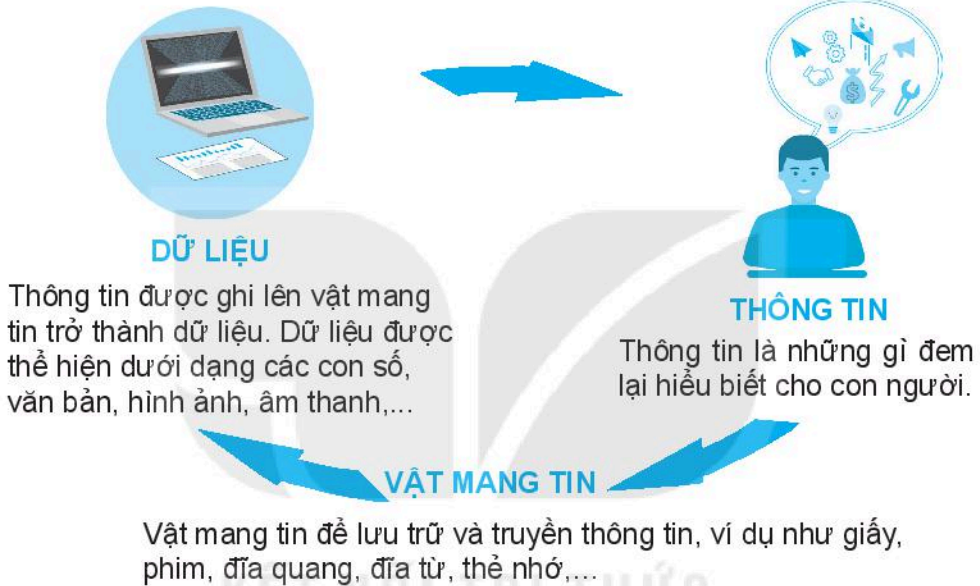 DỮ LIỆU
Thông tin được ghi lên vật mang
tin trở thành dữ liệu. Dữ liệu được
thể hiện dưới dạng các con số,
văn bản, hình ảnh, âm thanh,...
THÔNG TIN
Thông tin là những gì đem
lại hiểu biết cho con người.
VẬT MANG TIN
Vật mang tin để lưu trữ và truyền thông tin, ví dụ như giấy,
phim, đĩa quang, đĩa từ, thẻ nhớ,...